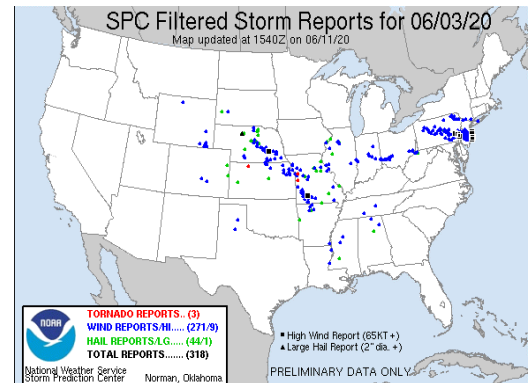 SPC Filtered Storm Reports for 06/03/20
Map updated at 1540Z on 06/11/20
NOAA
TORNADO REPORTS.. (3)
WIND REPORTS/HI..... (271/9)
HAIL REPORTS/LG..... (44/1)
TOTAL REPORTS....... (318)
National Weather Service
Storm Prediction Center Norman, Oklahoma
High Wind Report (65KT +)
Large Hail Report (2" dia. +)
PRELIMINARY DATA ONLY